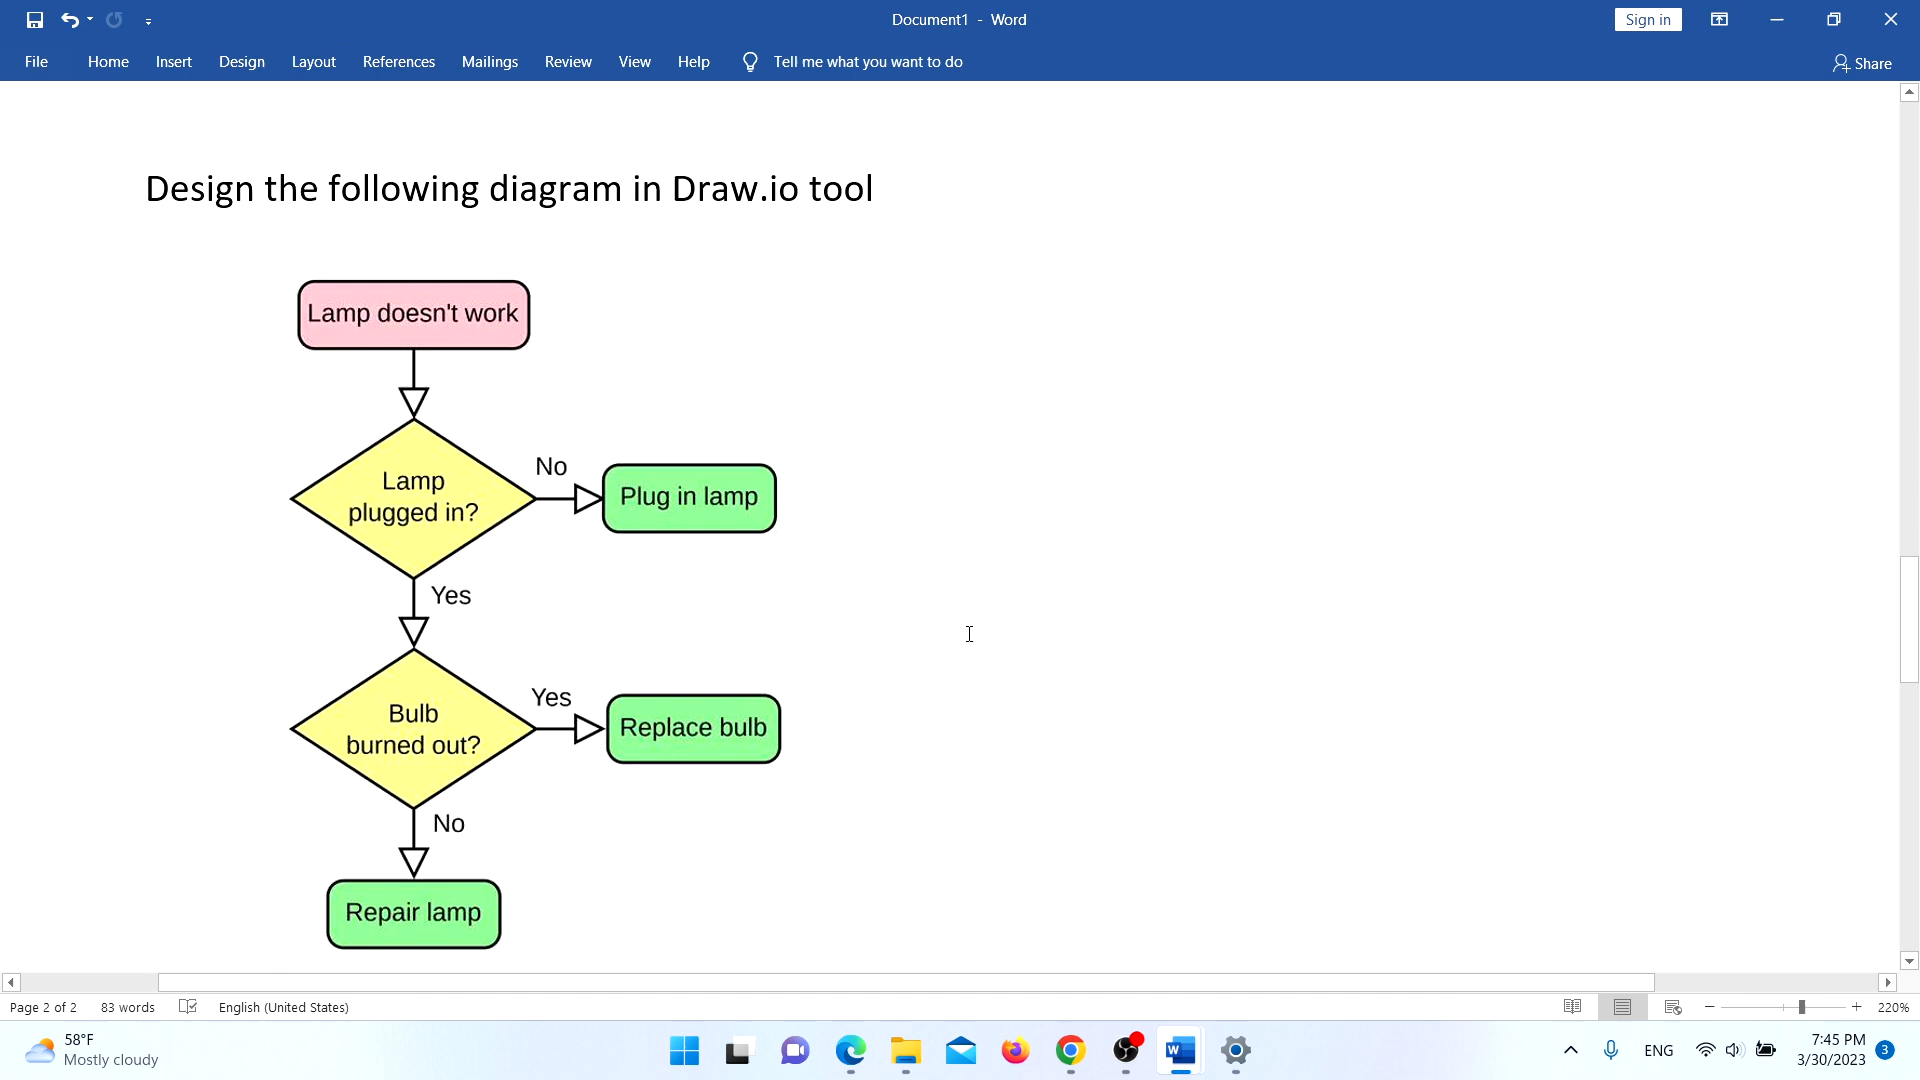 Document1 - Word
Sign in
File Home Insert Design Layout References Mailings Review View Help Tell me what you want to do
Share
Design the following diagram in Draw.io tool
Lamp doesn't work
Lamp
plugged in?
No
Plug in lamp
Yes
Bulb
burned out?
Yes
Replace bulb
No
Repair lamp
Page 2 of 2 83 words English (United States)
220%
58°F
Mostly cloudy
W
ENG
7:45 PM
3/30/2023
3